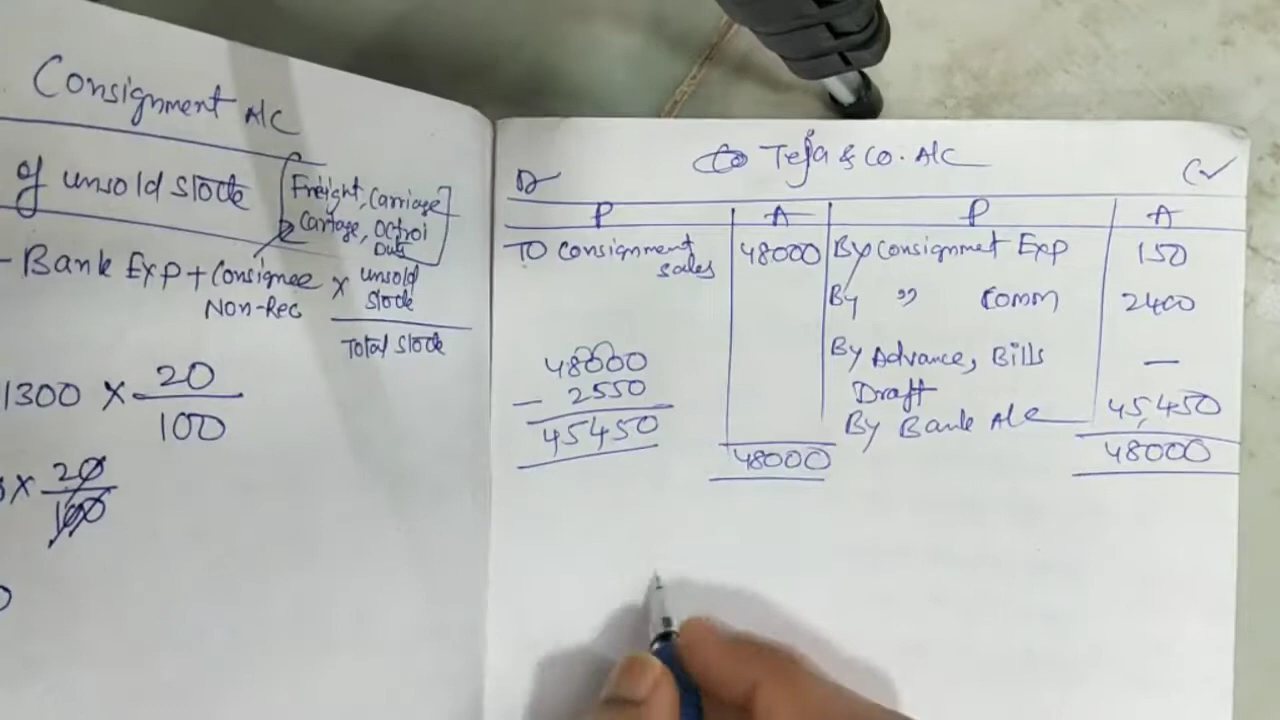 Consignment A/C
of unsold stock
Freight, Carriage
Cartage, Octroi
Duty
- Bank Exp + Consignee × unsold stock
Non-Rec
Total stock
1300 × 20
100
× 20
100
Teja & Co. A/C
Dr
Cr
P A P A
To Consignment sales 48000 By Consignmet Exp 150
By " Comm 2400
By Advance, Bills —
Draft
By Bank A/c 45,450
48000 48000
48000
- 2550
45450